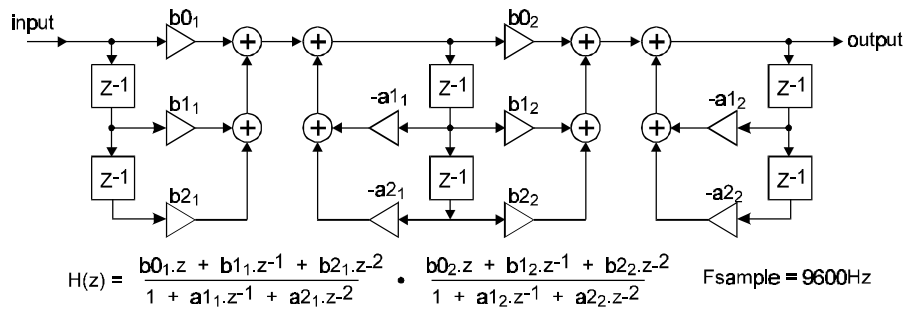 input b0₁ b0₂ output
z-1 z-1 z-1
b1₁ -a1₁ b1₂ -a1₂
z-1 z-1 z-1
b2₁ -a2₁ b2₂ -a2₂
H(z) = b0₁.z + b1₁.z-1 + b2₁.z-2 / 1 + a1₁.z-1 + a2₁.z-2 • b0₂.z + b1₂.z-1 + b2₂.z-2 / 1 + a1₂.z-1 + a2₂.z-2 Fsample = 9600Hz